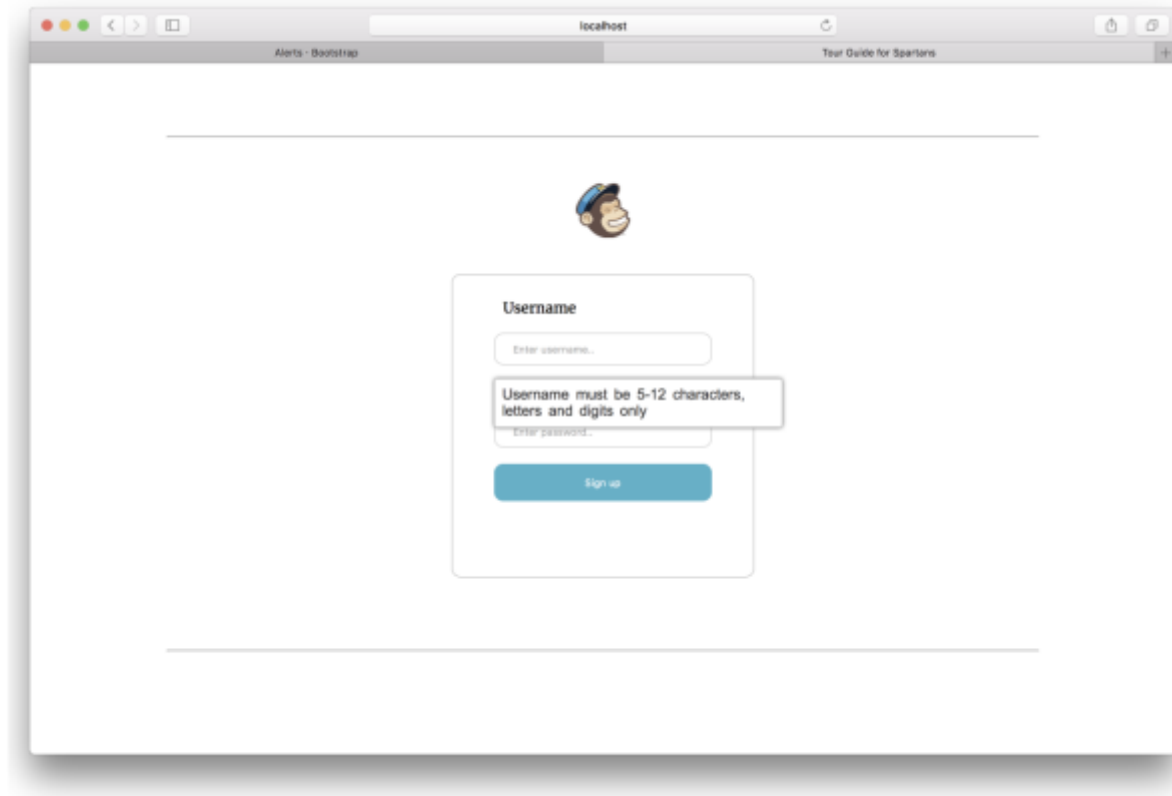 localhost
Alerts - Bootstrap
Tour Guide for Spartans
+
Username
Enter username..
Username must be 5-12 characters,
letters and digits only
Enter password..
Sign up